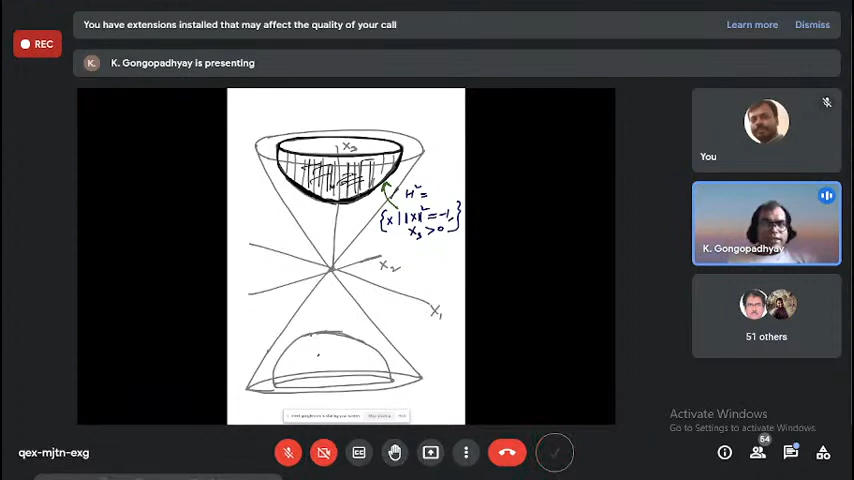 You have extensions installed that may affect the quality of your call
Learn more
Dismiss
REC
K.
K. Gongopadhyay is presenting
x₃
H² =
{x | ||x||² = -1,
x₃ > 0}
x₂
x₁
You
K. Gongopadhyay
51 others
Activate Windows
Go to Settings to activate Windows.
qex-mjtn-exg
64